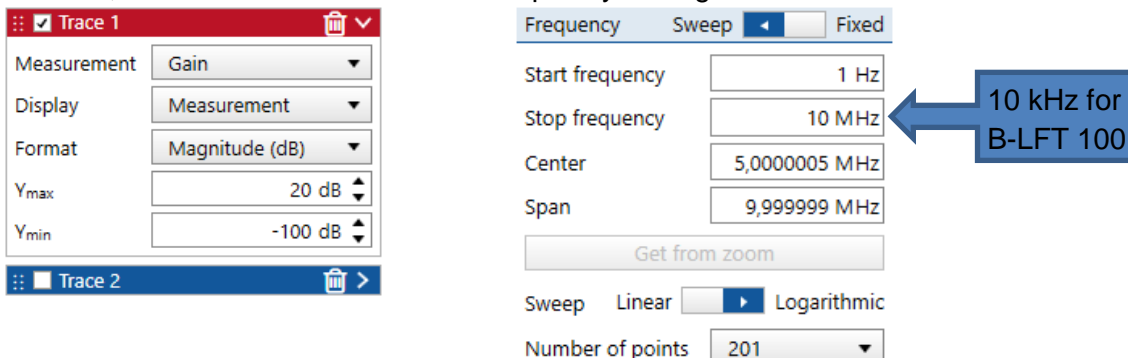 Trace 1
Measurement Gain
Display Measurement
Format Magnitude (dB)
Ymax 20 dB
Ymin -100 dB
Trace 2
Frequency Sweep Fixed
Start frequency 1 Hz
Stop frequency 10 MHz
Center 5,0000005 MHz
Span 9,999999 MHz
Get from zoom
Sweep Linear Logarithmic
Number of points 201
10 kHz for
B-LFT 100